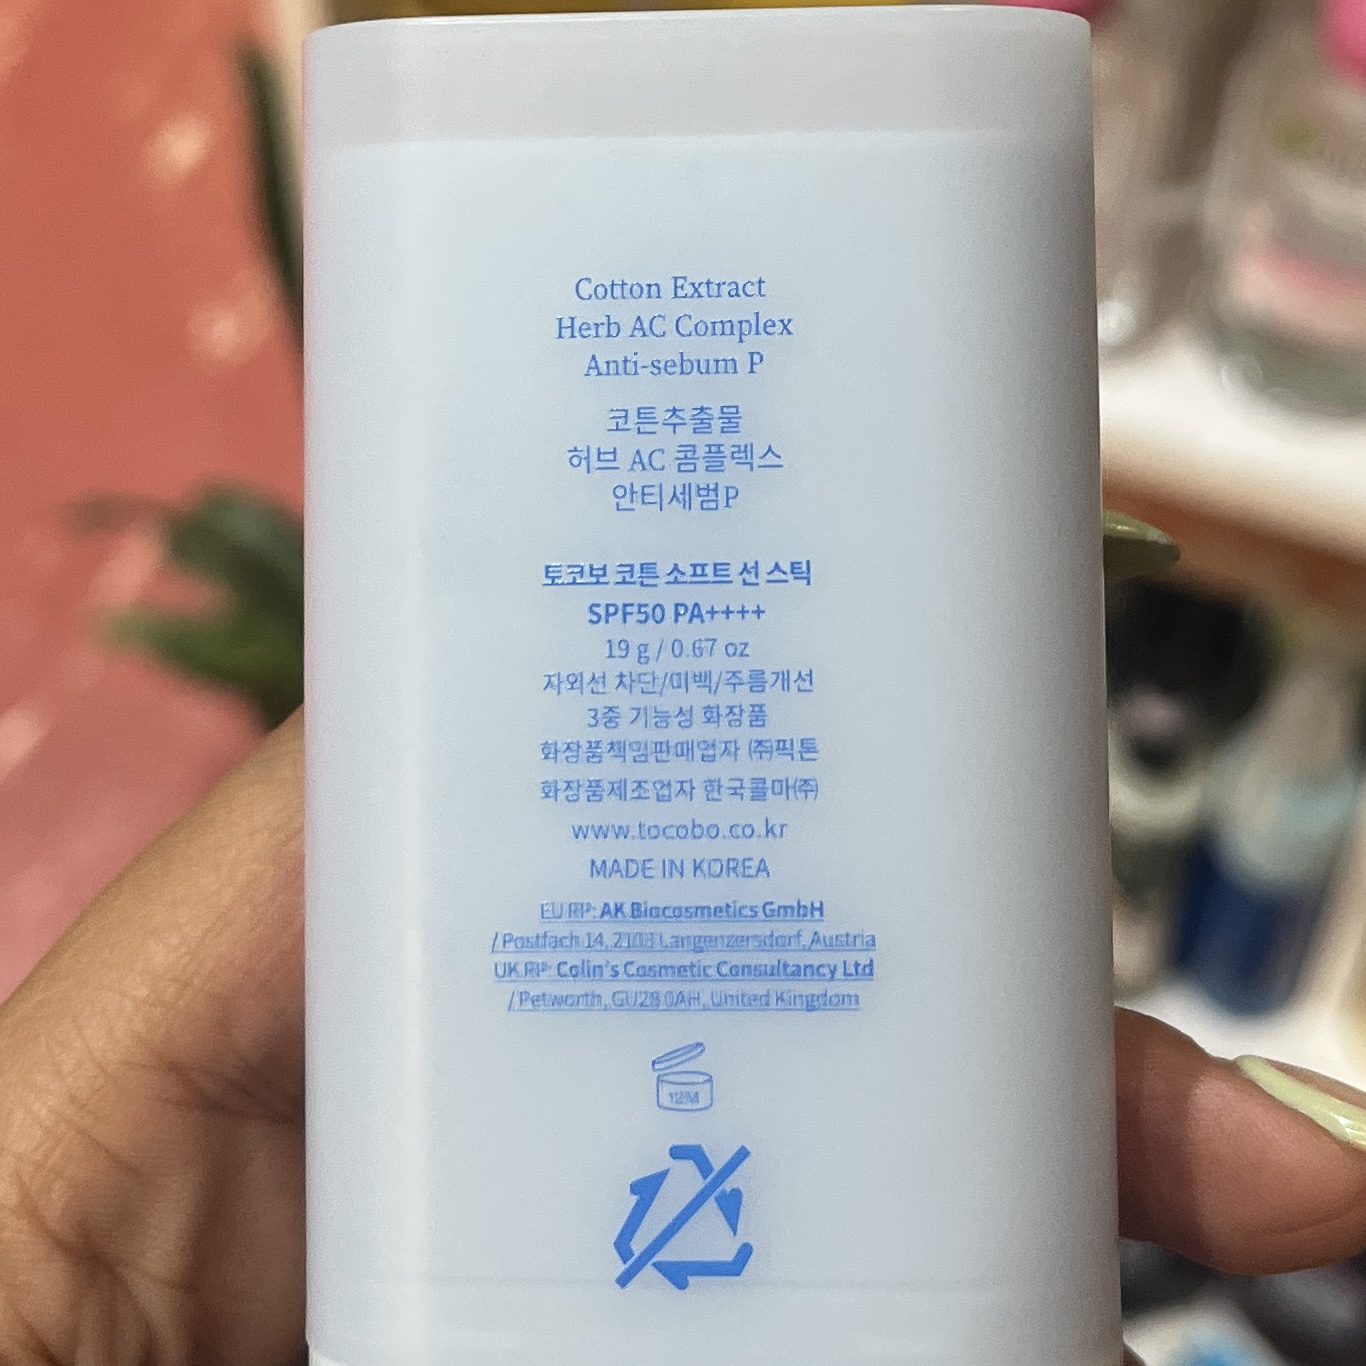 Cotton Extract
Herb AC Complex
Anti-sebum P
코튼추출물
허브 AC 콤플렉스
안티세범P
토코보 코튼 소프트 선 스틱
SPF50 PA++++
19 g / 0.67 oz
자외선 차단/미백/주름개선
3중 기능성 화장품
화장품책임판매업자 ㈜픽톤
화장품제조업자 한국콜마㈜
www.tocobo.co.kr
MADE IN KOREA
EU RP: AK Biocosmetics GmbH
/ Postfach 14, 2103 Langenzersdorf, Austria
UK RP: Colin's Cosmetic Consultancy Ltd
/ Petworth, GU28 0AH, United Kingdom
12M